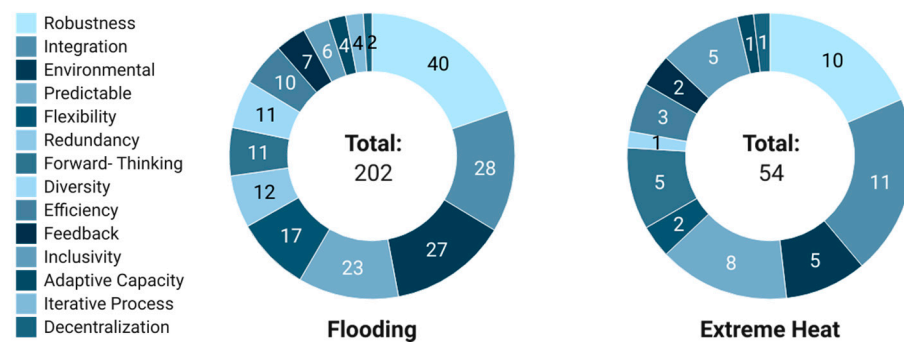 Robustness
Integration
Environmental
Predictable
Flexibility
Redundancy
Forward- Thinking
Diversity
Efficiency
Feedback
Inclusivity
Adaptive Capacity
Iterative Process
Decentralization
40
28
27
23
17
12
11
11
10
7
6
4
4
2
Total:
202
Flooding
10
11
5
8
2
5
1
3
2
5
1
1
Total:
54
Extreme Heat